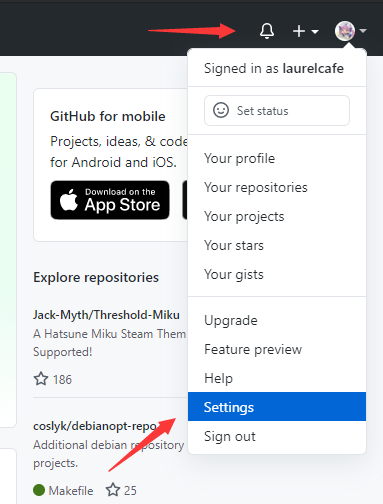 Signed in as laurelcafe
Set status
Your profile
Your repositories
Your projects
Your stars
Your gists
Upgrade
Feature preview
Help
Settings
Sign out
GitHub for mobile
Projects, ideas, & code
for Android and iOS.
Download on the
App Store
Explore repositories
Jack-Myth/Threshold-Miku
A Hatsune Miku Steam Them
Supported!
186
coslyk/debianopt-repo
Additional debian repository
projects.
Makefile
25